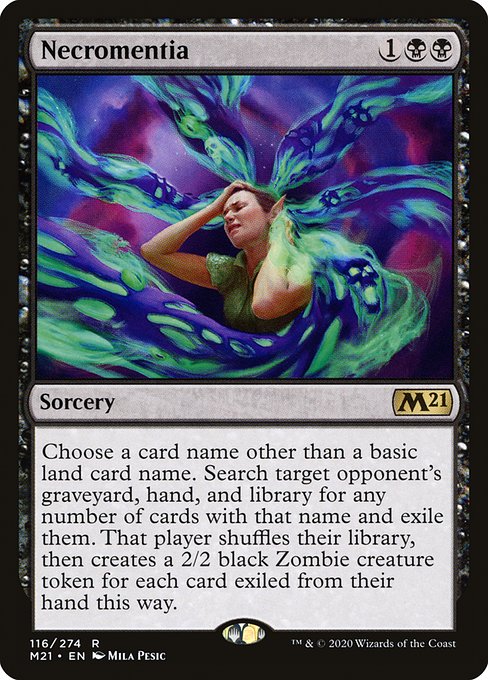 Necromentia 1
Sorcery M21
Choose a card name other than a basic
land card name. Search target opponent's
graveyard, hand, and library for any
number of cards with that name and exile
them. That player shuffles their library,
then creates a 2/2 black Zombie creature
token for each card exiled from their
hand this way.
116/274 R
M21 • EN Mila Pesic
™ & © 2020 Wizards of the Coast